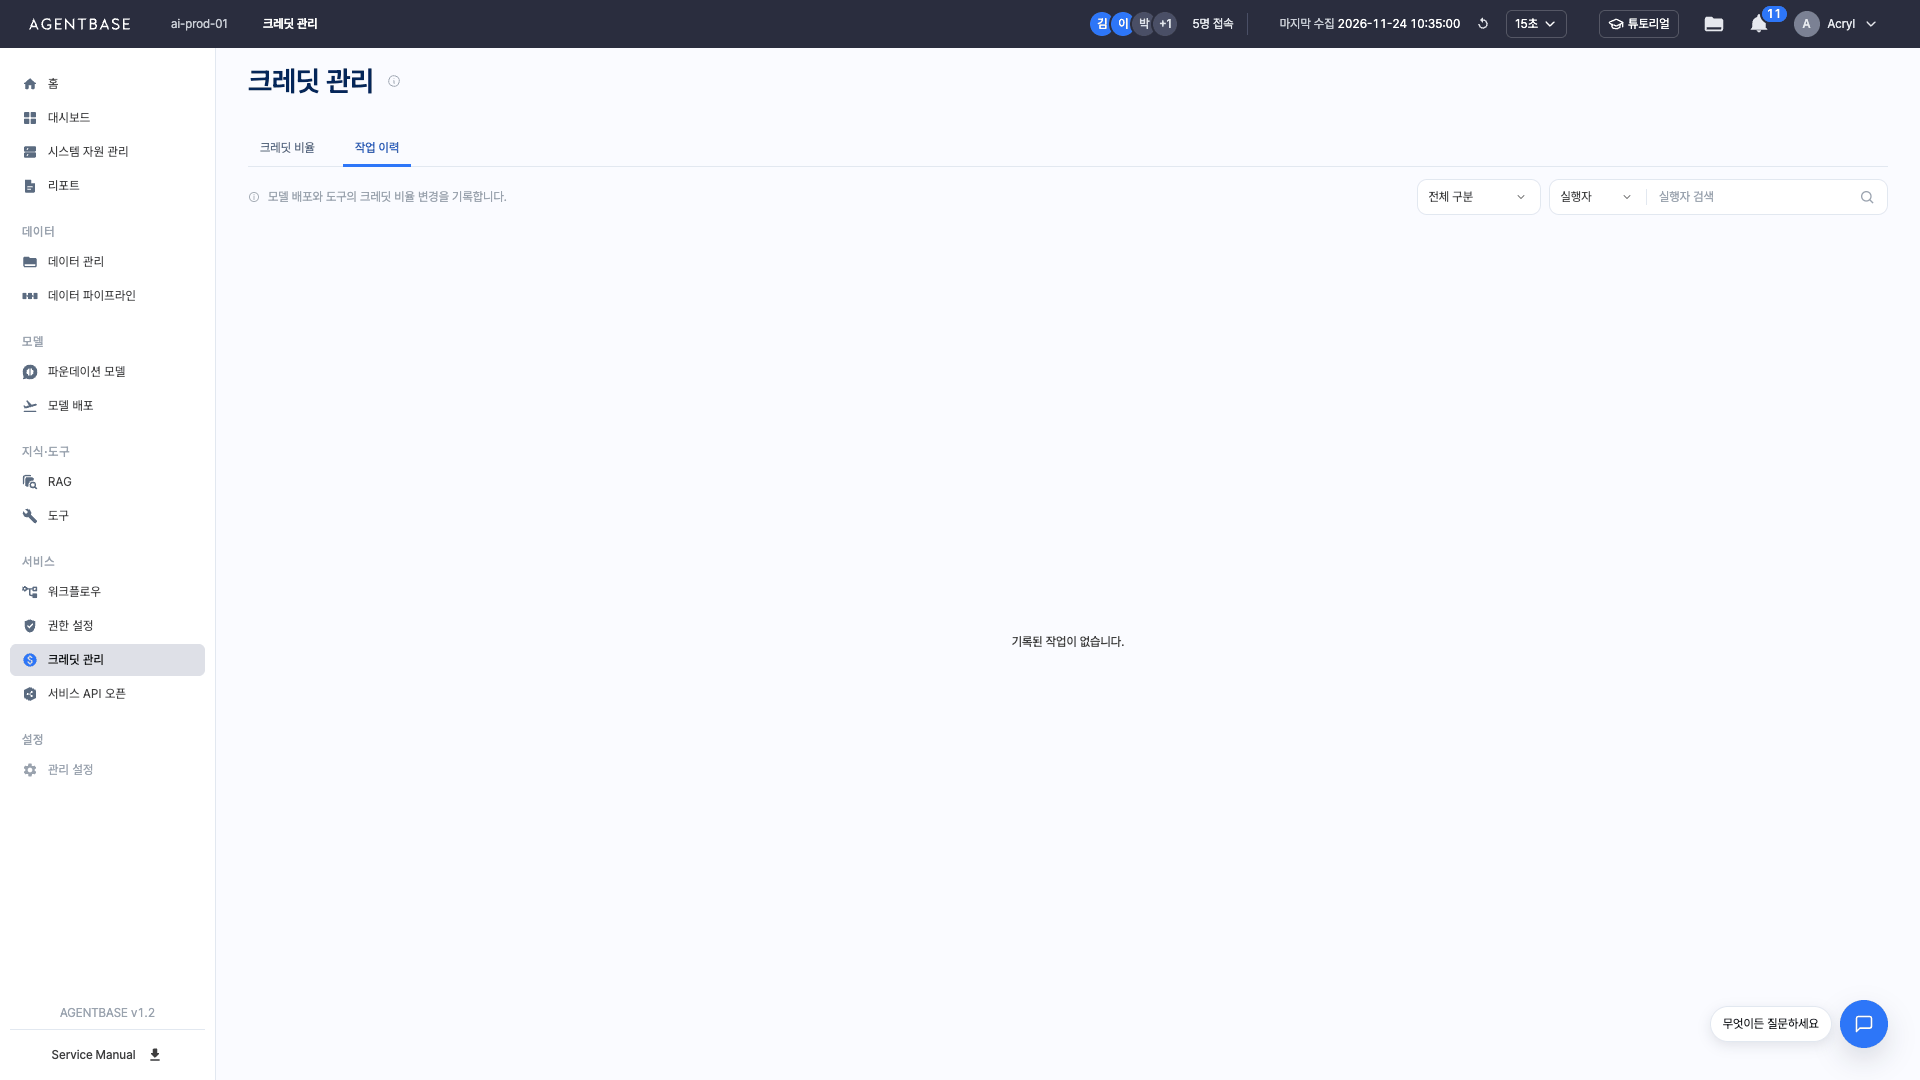 AGENTBASE
ai-prod-01
크레딧 관리
김 이 박 +1 5명 접속
마지막 수집 2026-11-24 10:35:00
15초
튜토리얼
11
A Acryl
홈
대시보드
시스템 자원 관리
리포트
데이터
데이터 관리
데이터 파이프라인
모델
파운데이션 모델
모델 배포
지식·도구
RAG
도구
서비스
워크플로우
권한 설정
크레딧 관리
서비스 API 오픈
설정
관리 설정
AGENTBASE v1.2
Service Manual
크레딧 관리
크레딧 비율
작업 이력
모델 배포와 도구의 크레딧 비율 변경을 기록합니다.
전체 구분
실행자
실행자 검색
기록된 작업이 없습니다.
무엇이든 질문하세요